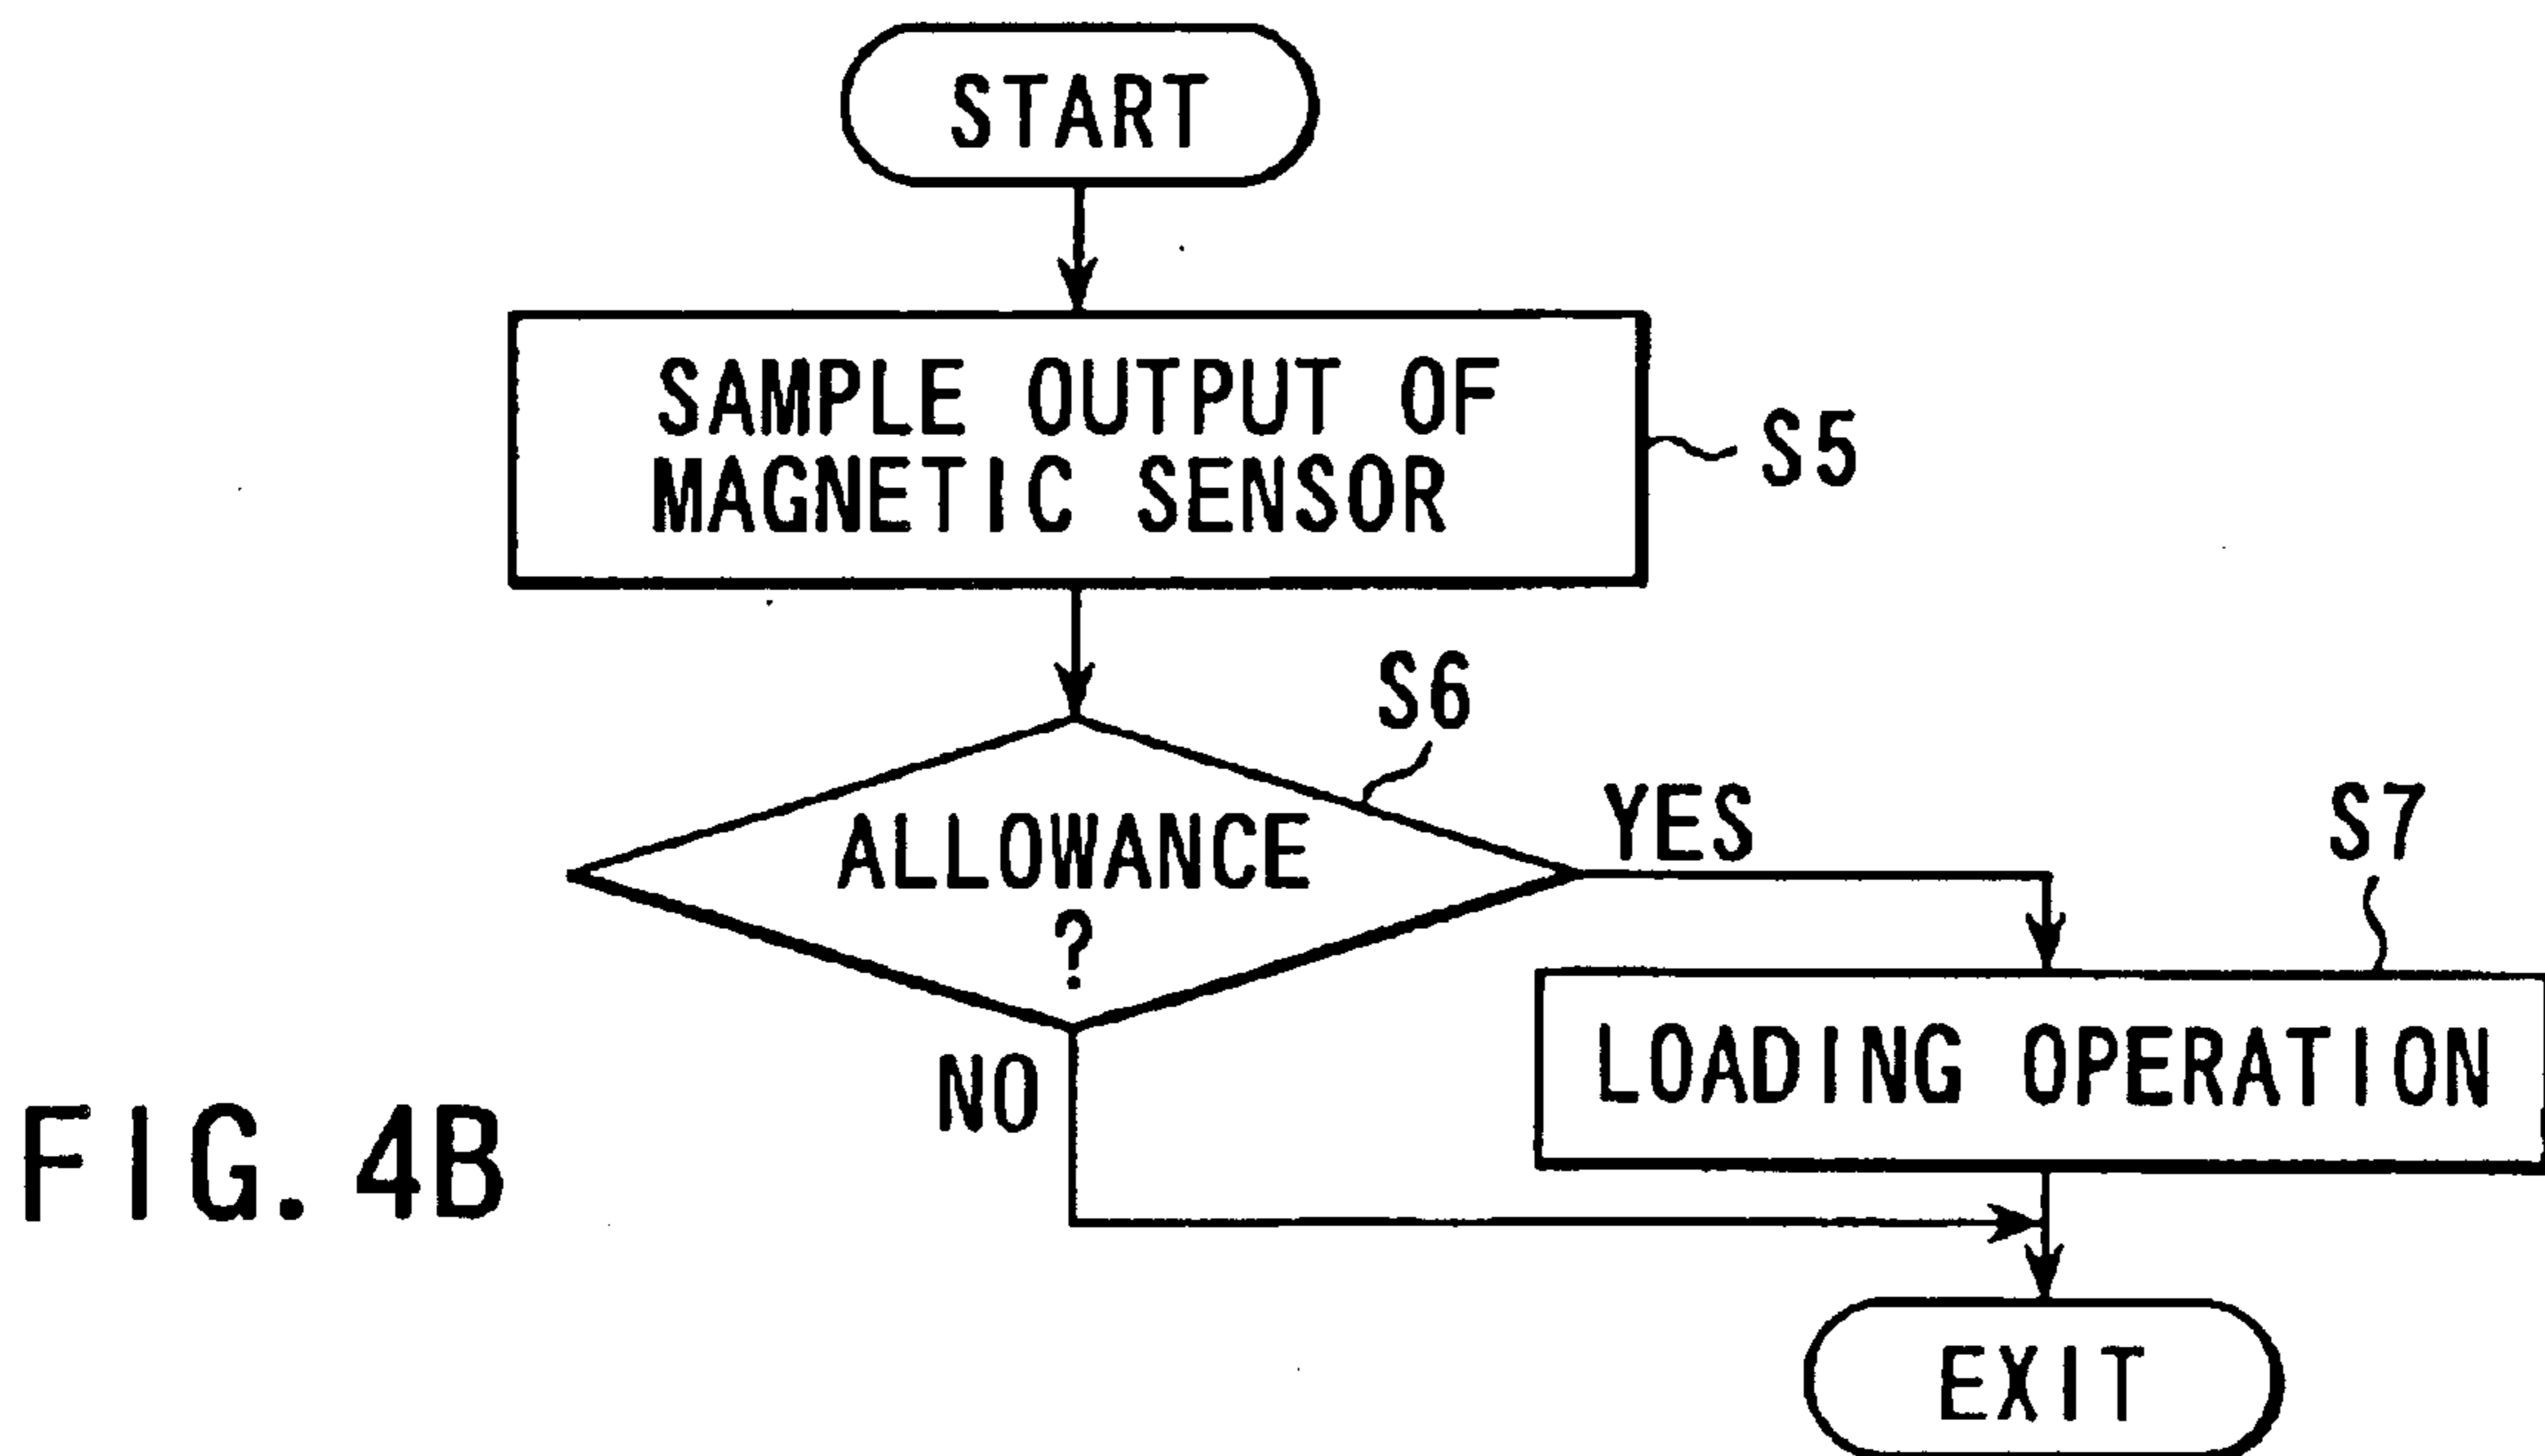 START
SAMPLE OUTPUT OF
MAGNETIC SENSOR
S5
S6
ALLOWANCE
?
YES
S7
NO
LOADING OPERATION
FIG. 4B
EXIT